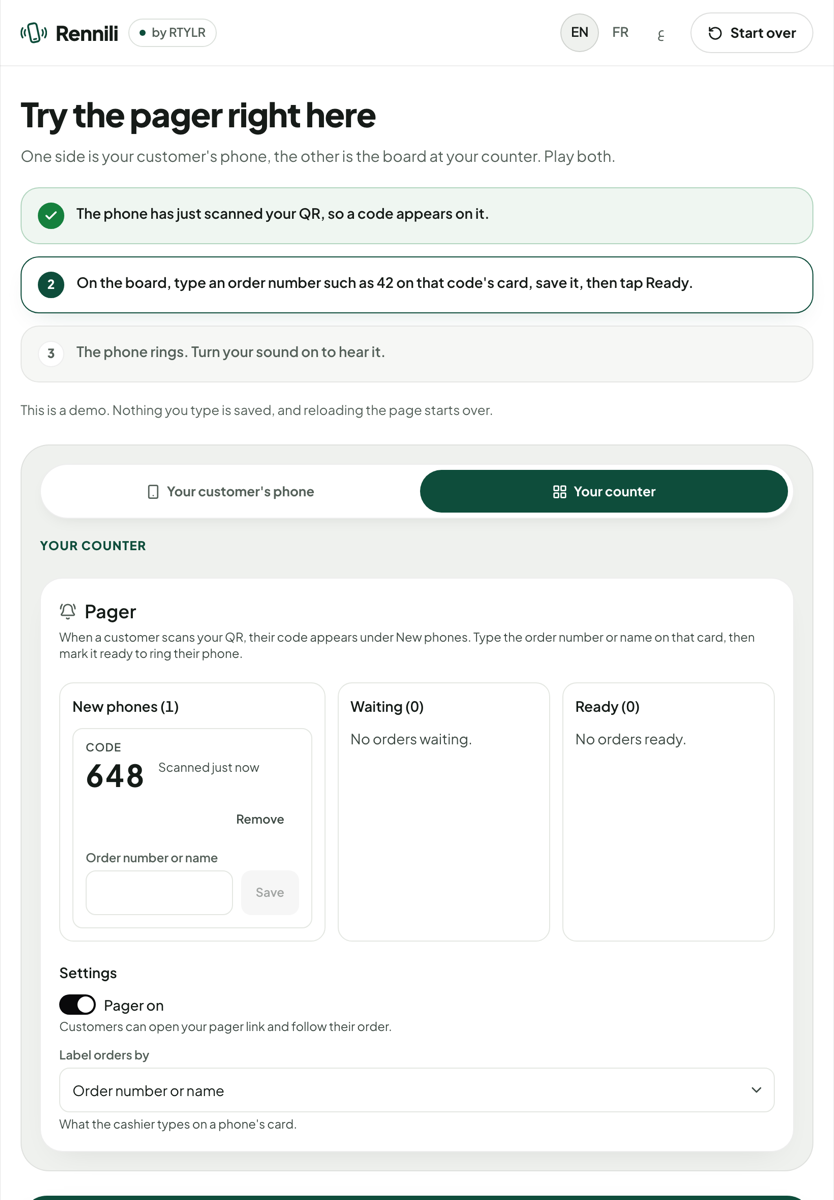 Rennili
by RTYLR
EN
FR
ع
Start over
Try the pager right here
One side is your customer's phone, the other is the board at your counter. Play both.
The phone has just scanned your QR, so a code appears on it.
2
On the board, type an order number such as 42 on that code's card, save it, then tap Ready.
3
The phone rings. Turn your sound on to hear it.
This is a demo. Nothing you type is saved, and reloading the page starts over.
Your customer's phone
Your counter
YOUR COUNTER
Pager
When a customer scans your QR, their code appears under New phones. Type the order number or name on that card, then
mark it ready to ring their phone.
New phones (1)
CODE
648
Scanned just now
Remove
Order number or name
Save
Waiting (0)
No orders waiting.
Ready (0)
No orders ready.
Settings
Pager on
Customers can open your pager link and follow their order.
Label orders by
Order number or name
What the cashier types on a phone's card.